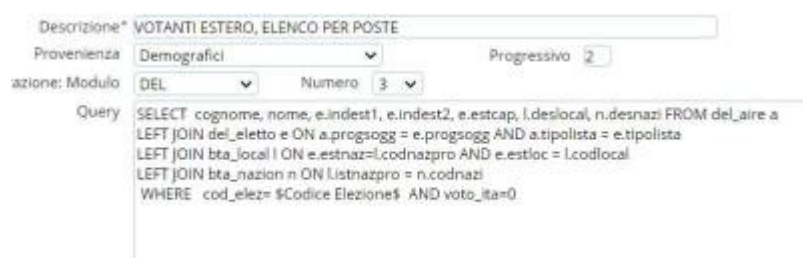 Descrizione* VOTANTI ESTERO, ELENCO PER POSTE
Provenienza Demografici Progressivo 2
azione: Modulo DEL Numero 3
Query SELECT cognome, nome, e.indest1, e.indest2, e.estcap, l.deslocal, n.desnazi FROM del_aire a
LEFT JOIN del_eletto e ON a.progsogg = e.progsogg AND a.tipolista = e.tipolista
LEFT JOIN bta_local l ON e.estnaz=l.codnazpro AND e.estloc = l.codlocal
LEFT JOIN bta_nazion n ON l.istnazpro = n.codnazi
WHERE cod_elez= $Codice Elezione$ AND voto_ita=0